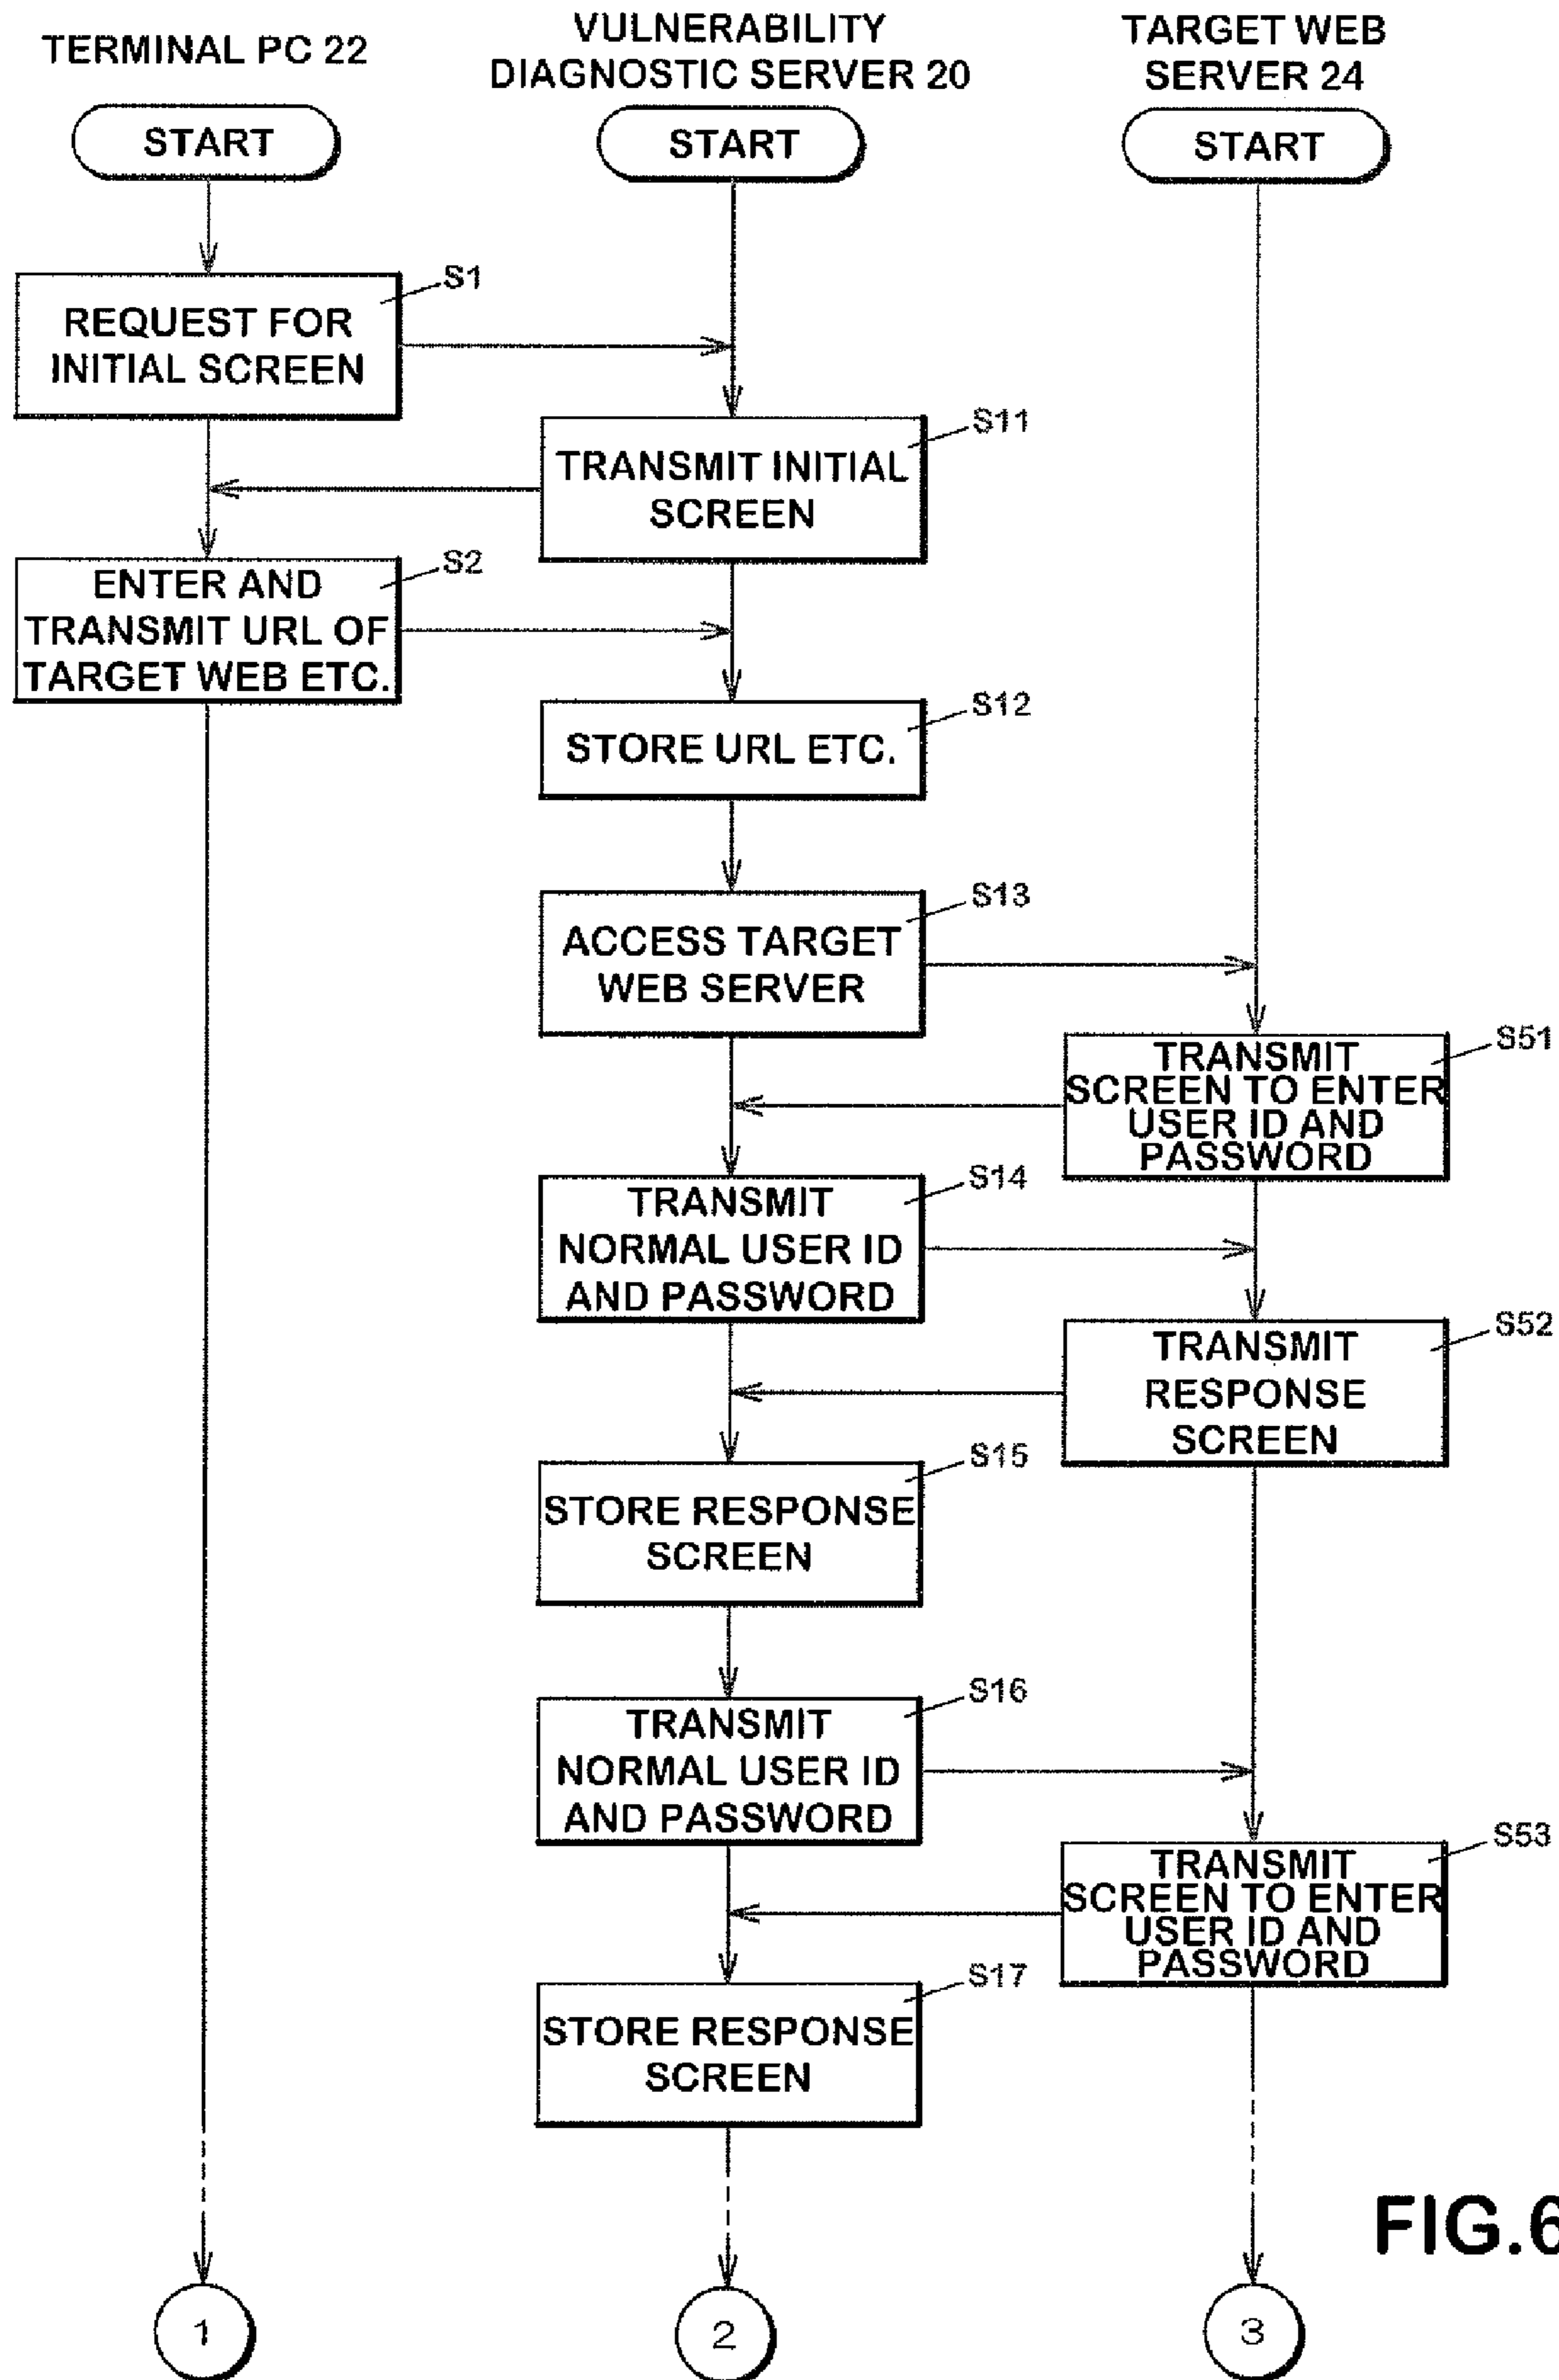 TERMINAL PC 22
VULNERABILITY
DIAGNOSTIC SERVER 20
TARGET WEB
SERVER 24
START
START
START
S1
REQUEST FOR
INITIAL SCREEN
S11
TRANSMIT INITIAL
SCREEN
S2
ENTER AND
TRANSMIT URL OF
TARGET WEB ETC.
S12
STORE URL ETC.
S13
ACCESS TARGET
WEB SERVER
S51
TRANSMIT
SCREEN TO ENTER
USER ID AND
PASSWORD
S14
TRANSMIT
NORMAL USER ID
AND PASSWORD
S52
TRANSMIT
RESPONSE
SCREEN
S15
STORE RESPONSE
SCREEN
S16
TRANSMIT
NORMAL USER ID
AND PASSWORD
S53
TRANSMIT
SCREEN TO ENTER
USER ID AND
PASSWORD
S17
STORE RESPONSE
SCREEN
FIG.6
1
2
3